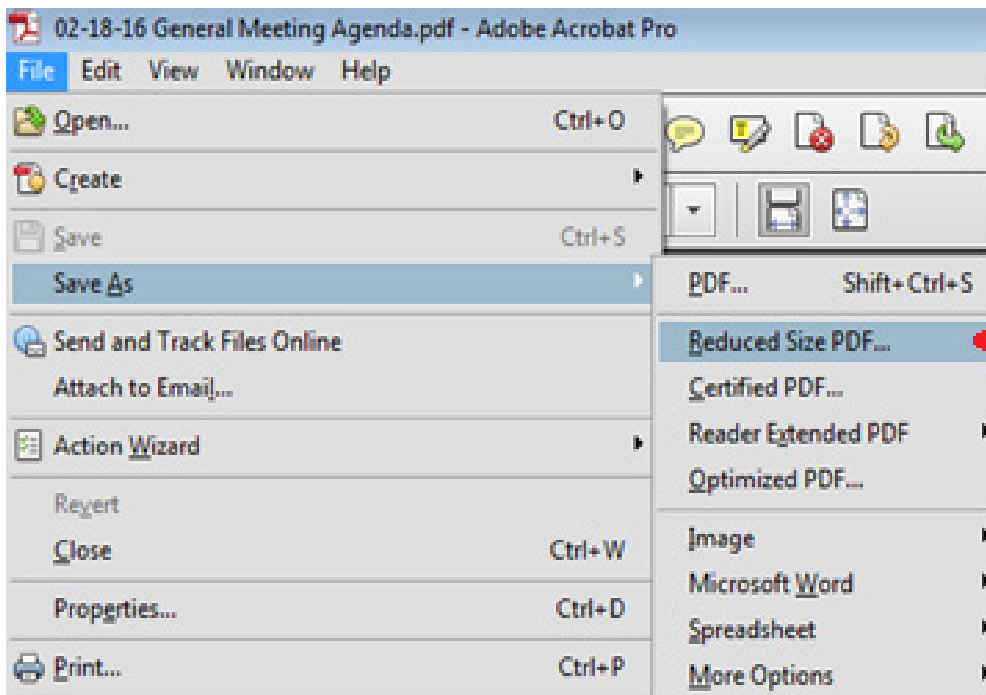 02-18-16 General Meeting Agenda.pdf - Adobe Acrobat Pro
File Edit View Window Help
Open... Ctrl+O
Create
Save Ctrl+S
Save As
Send and Track Files Online
Attach to Email...
Action Wizard
Revert
Close Ctrl+W
Properties... Ctrl+D
Print... Ctrl+P
PDF... Shift+Ctrl+S
Reduced Size PDF...
Certified PDF...
Reader Extended PDF
Optimized PDF...
Image
Microsoft Word
Spreadsheet
More Options